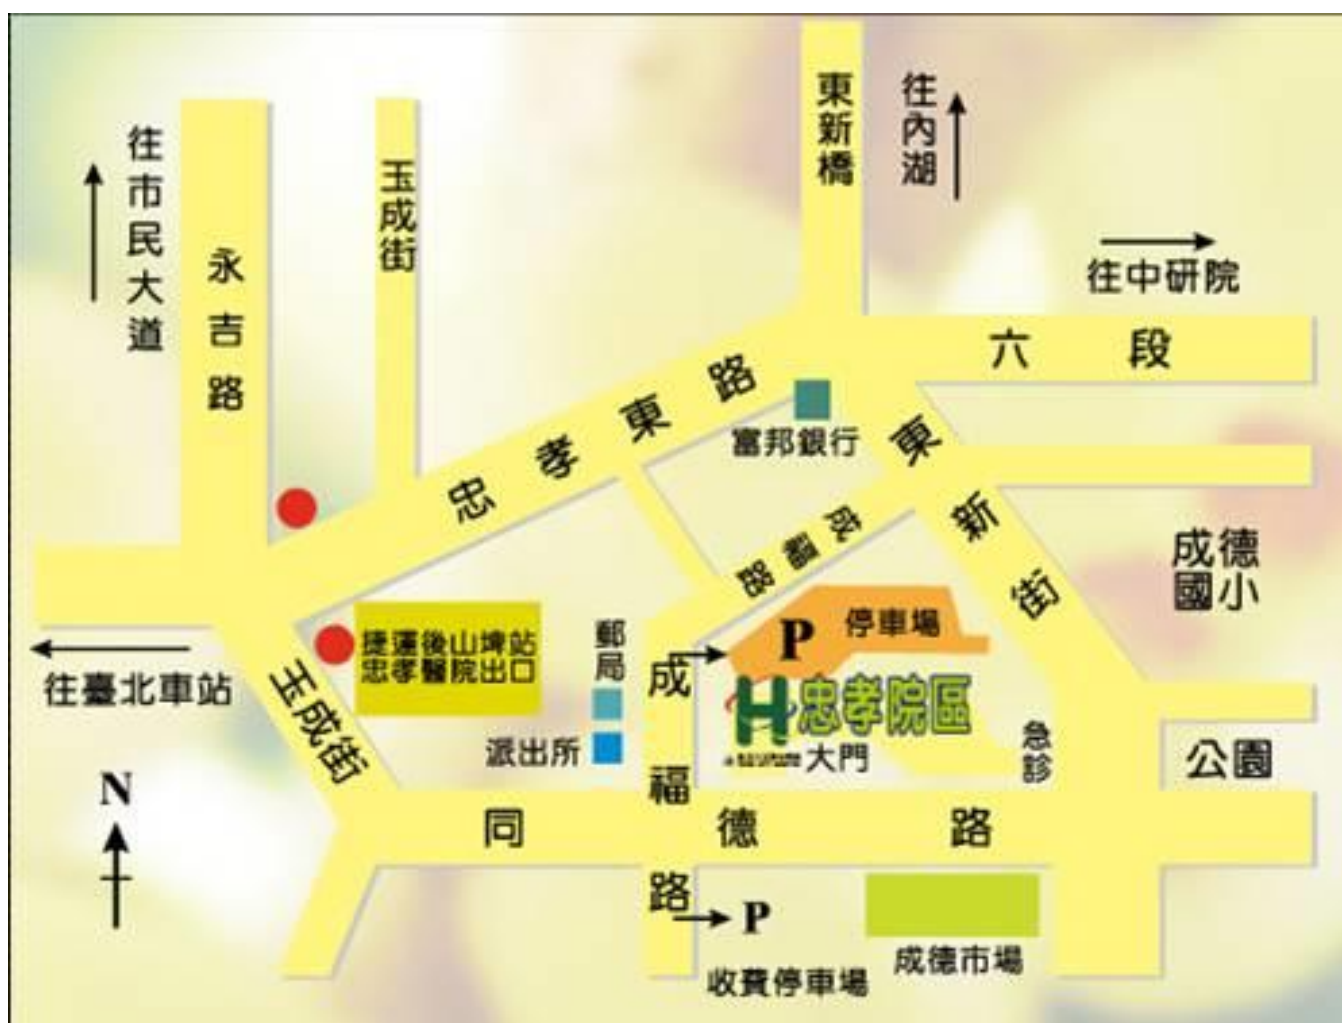 東新橋
往內湖
往市民大道
永吉路
玉成街
往中研院
忠孝東路
六段
富邦銀行
東新街
成福路
成德
國小
停車場
P
捷運後山埤站
忠孝醫院出口
郵局
往臺北車站
玉成街
忠孝院區
大門
派出所
急診
公園
N
成福路
同德路
P
收費停車場
成德市場